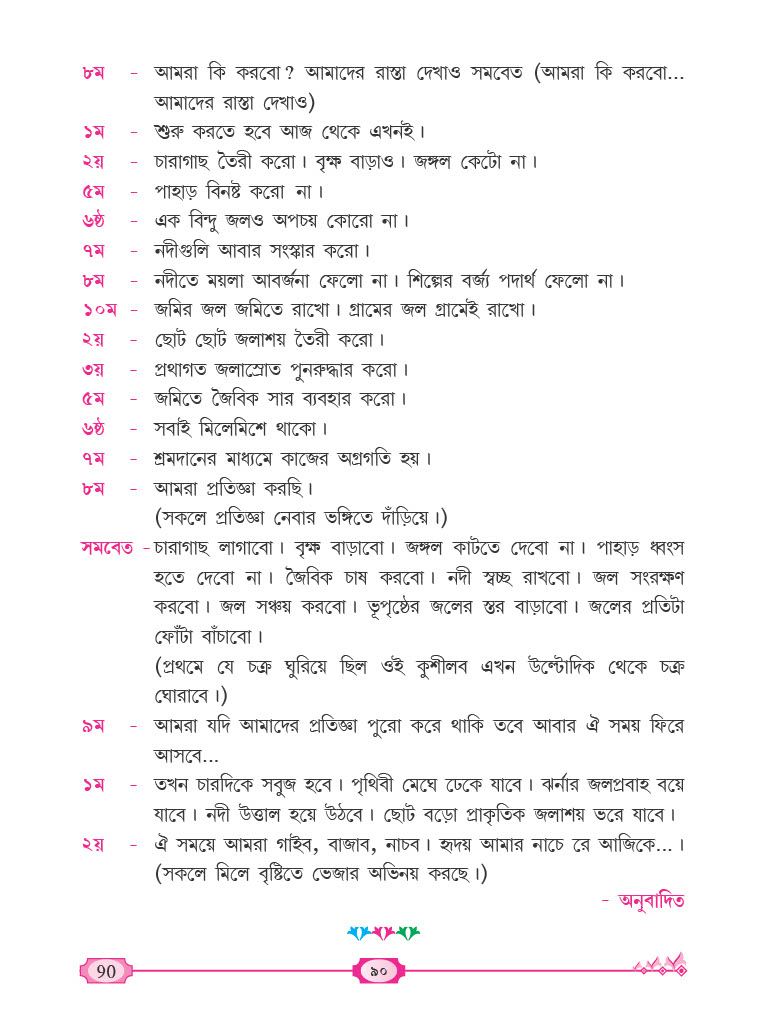 ৮ম - আমরা কি করবো? আমাদের রাস্তা দেখাও সমবেত (আমরা কি করবো...
আমাদের রাস্তা দেখাও)
১ম - শুরু করতে হবে আজ থেকে এখনই।
২য় - চারাগাছ তৈরী করো। বৃক্ষ বাড়াও। জঙ্গল কেটো না।
৫ম - পাহাড় বিনষ্ট করো না।
৬ষ্ঠ - এক বিন্দু জলও অপচয় কোরো না।
৭ম - নদীগুলি আবার সংস্কার করো।
৮ম - নদীতে ময়লা আবর্জনা ফেলো না। শিল্পের বর্জ্য পদার্থ ফেলো না।
১০ম - জমির জল জমিতে রাখো। গ্রামের জল গ্রামেই রাখো।
২য় - ছোট ছোট জলাশয় তৈরী করো।
৩য় - প্রথাগত জলাস্রোত পুনরুদ্ধার করো।
৫ম - জমিতে জৈবিক সার ব্যবহার করো।
৬ষ্ঠ - সবাই মিলেমিশে থাকো।
৭ম - শ্রমদানের মাধ্যমে কাজের অগ্রগতি হয়।
৮ম - আমরা প্রতিজ্ঞা করছি।
(সকলে প্রতিজ্ঞা নেবার ভঙ্গিতে দাঁড়িয়ে।)
সমবেত - চারাগাছ লাগাবো। বৃক্ষ বাড়াবো। জঙ্গল কাটতে দেবো না। পাহাড় ধ্বংস
হতে দেবো না। জৈবিক চাষ করবো। নদী স্বচ্ছ রাখবো। জল সংরক্ষণ
করবো। জল সঞ্চয় করবো। ভূপৃষ্ঠের জলের স্তর বাড়াবো। জলের প্রতিটা
ফোঁটা বাঁচাবো।
(প্রথমে যে চক্র ঘুরিয়ে ছিল ওই কুশীলব এখন উল্টোদিক থেকে চক্র
ঘোরাবে।)
৯ম - আমরা যদি আমাদের প্রতিজ্ঞা পুরো করে থাকি তবে আবার ঐ সময় ফিরে
আসবে...
১ম - তখন চারদিকে সবুজ হবে। পৃথিবী মেঘে ঢেকে যাবে। ঝর্নার জলপ্রবাহ বয়ে
যাবে। নদী উত্তাল হয়ে উঠবে। ছোট বড়ো প্রাকৃতিক জলাশয় ভরে যাবে।
২য় - ঐ সময়ে আমরা গাইব, বাজাব, নাচব। হৃদয় আমার নাচে রে আজিকে...।
(সকলে মিলে বৃষ্টিতে ভেজার অভিনয় করছে।)
- অনুবাদিত
90 ৯০